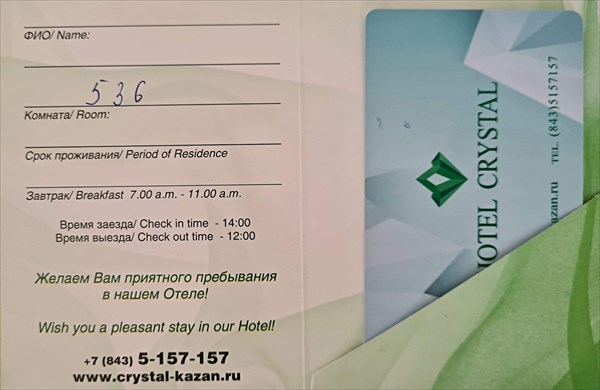 ФИО/ Name:
536
Комната/ Room:
Срок проживания/ Period of Residence
Завтрак/ Breakfast 7.00 a.m. - 11.00 a.m.
Время заезда/ Check in time - 14:00
Время выезда/ Check out time - 12:00
Желаем Вам приятного пребывания
в нашем Отеле!
Wish you a pleasant stay in our Hotel!
+7 (843) 5-157-157
www.crystal-kazan.ru
HOTEL CRYSTAL
kazan.ru TEL. (843)5157157